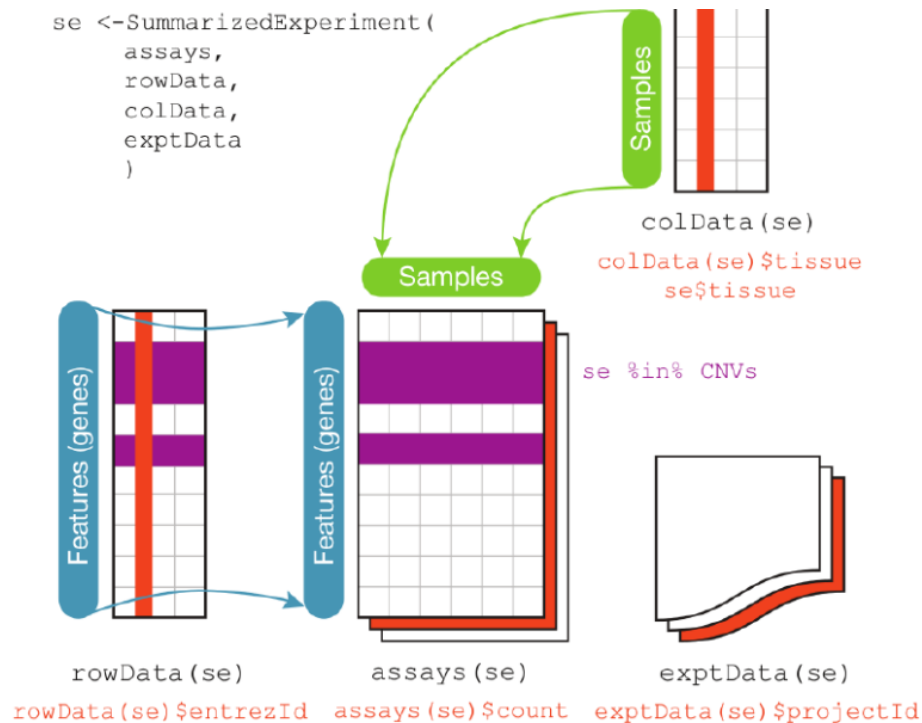 se <-SummarizedExperiment(
assays,
rowData,
colData,
exptData
)
Samples
colData(se)
colData(se)$tissue
se$tissue
Samples
Features (genes)
Features (genes)
se %in% CNVs
rowData(se)
assays(se)
exptData(se)
rowData(se)$entrezId
assays(se)$count
exptData(se)$projectId